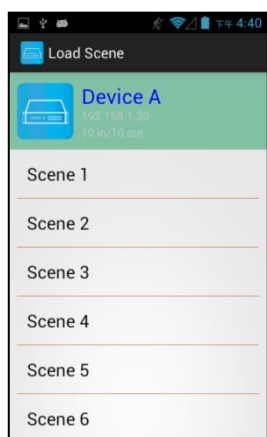 下午 4:40
Load Scene
Device A
192.168.1.20
10 in/10 out
Scene 1
Scene 2
Scene 3
Scene 4
Scene 5
Scene 6